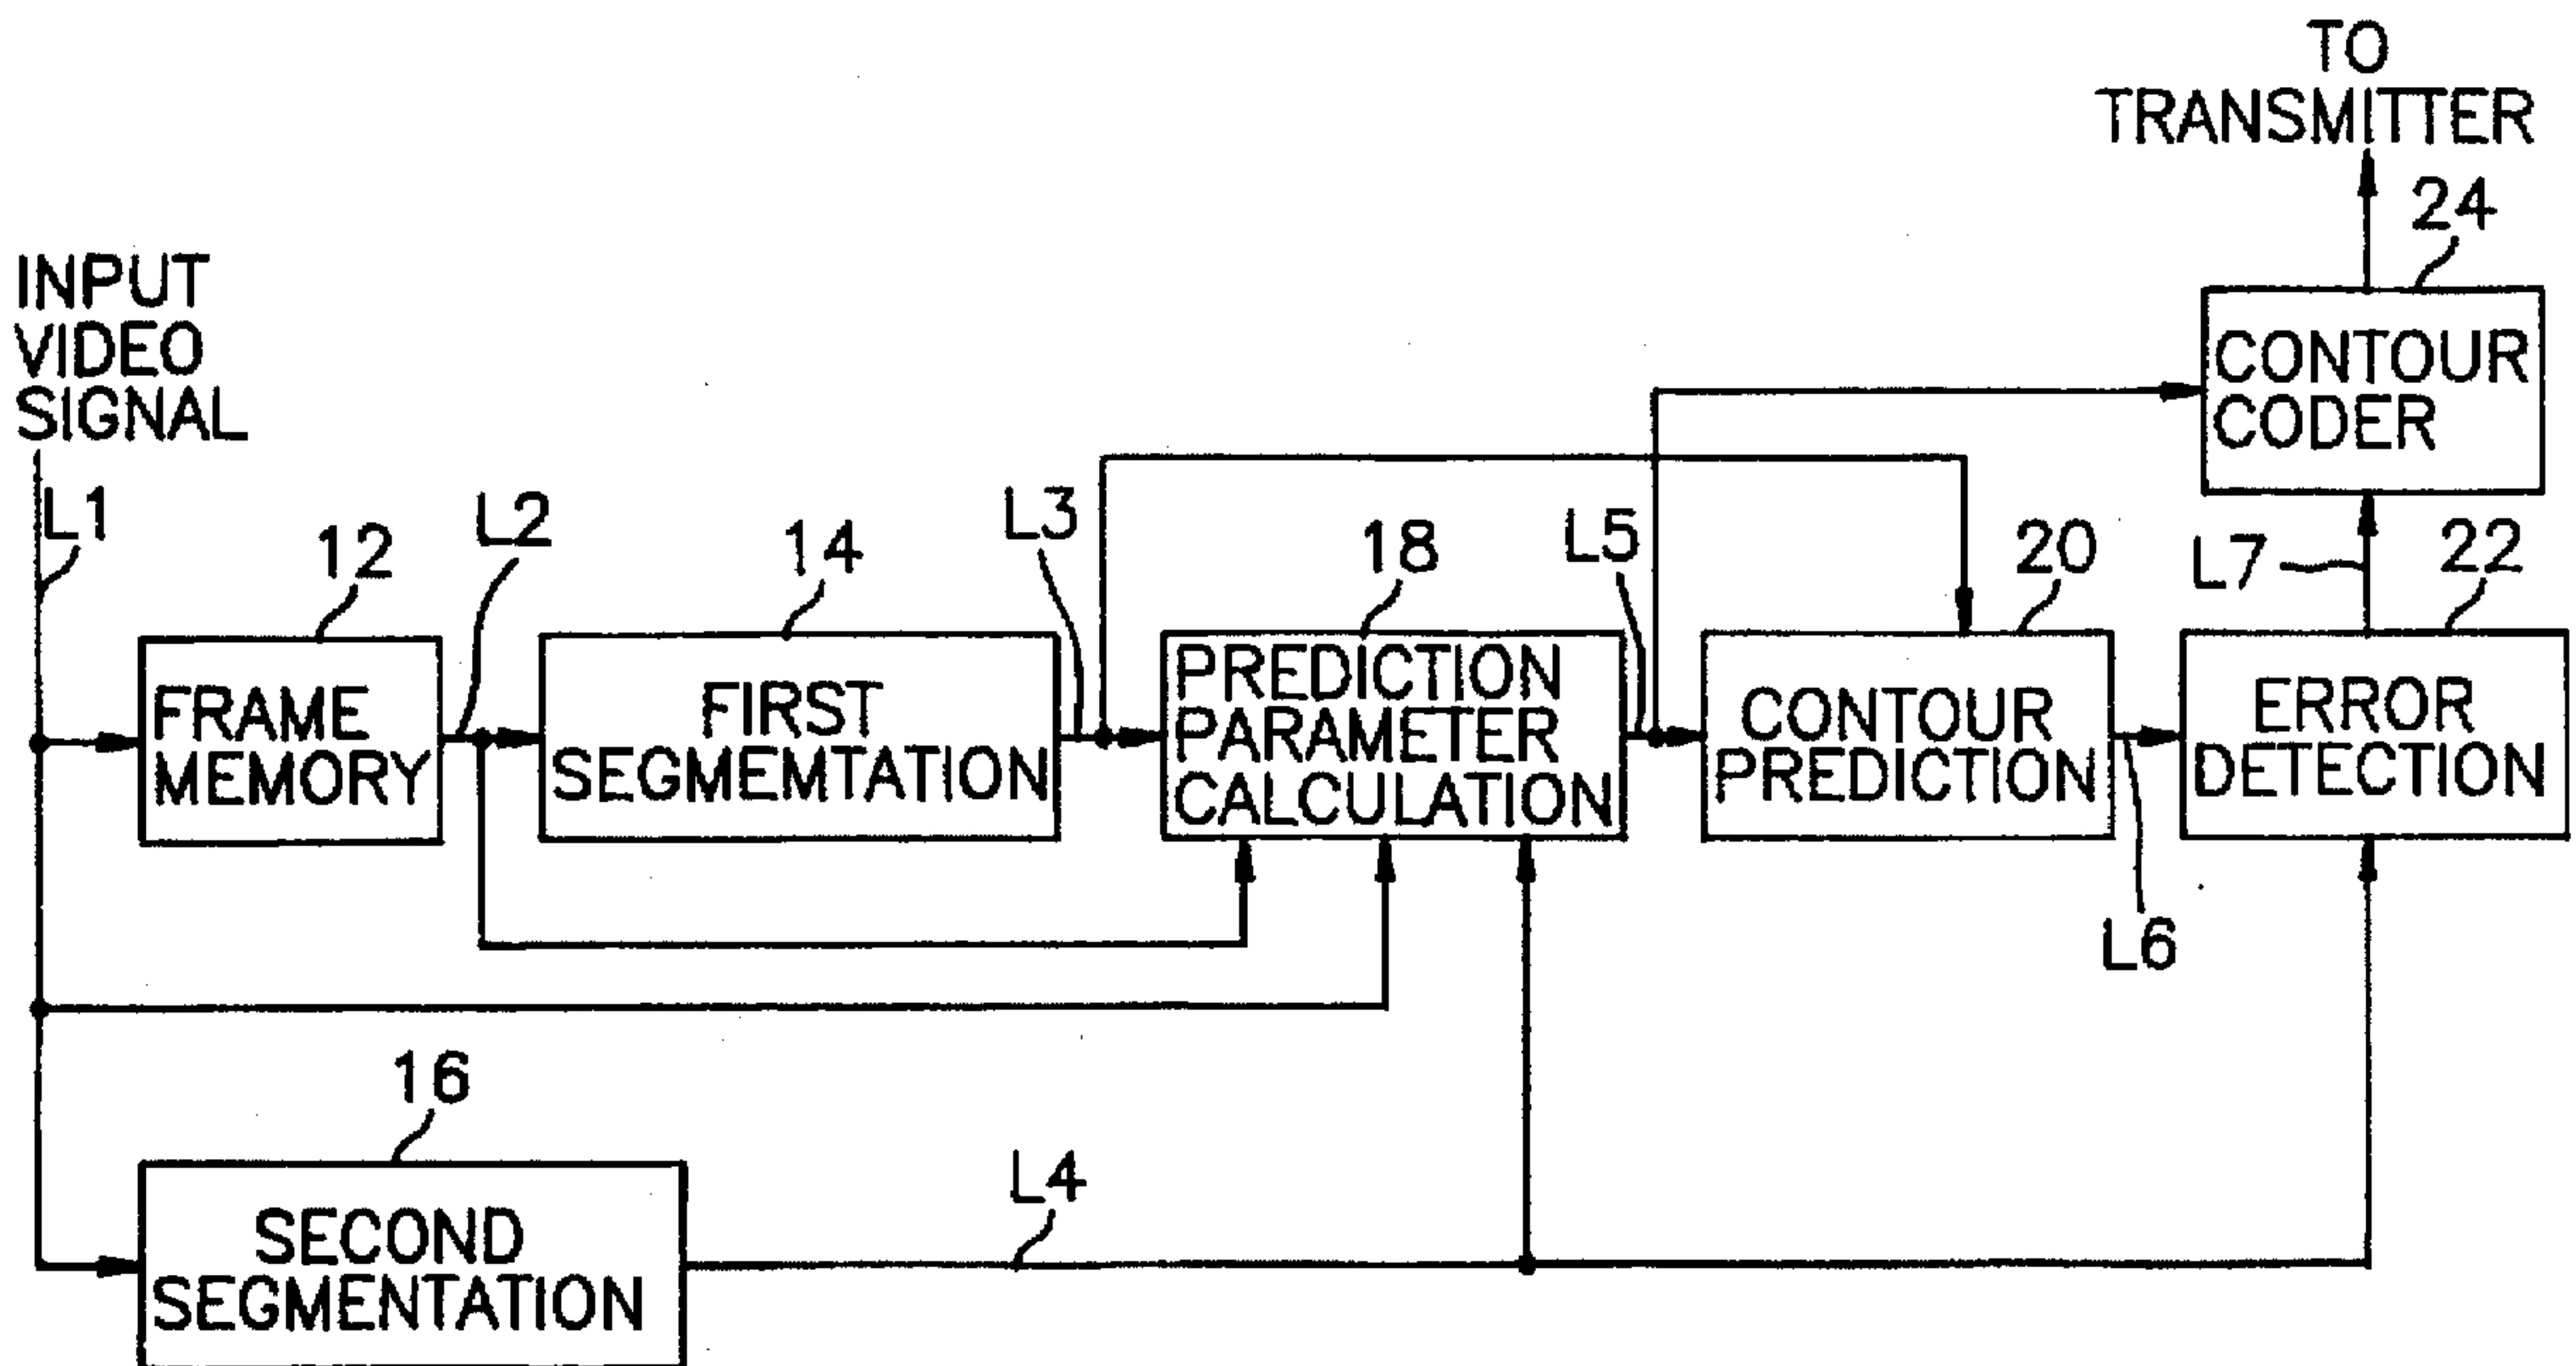 TO
TRANSMITTER
24
INPUT
VIDEO
SIGNAL
CONTOUR
CODER
L1
12
L2
14
L3
18
L5
20
L7
22
FRAME
MEMORY
FIRST
SEGMEMTATION
PREDICTION
PARAMETER
CALCULATION
CONTOUR
PREDICTION
ERROR
DETECTION
L6
16
L4
SECOND
SEGMENTATION